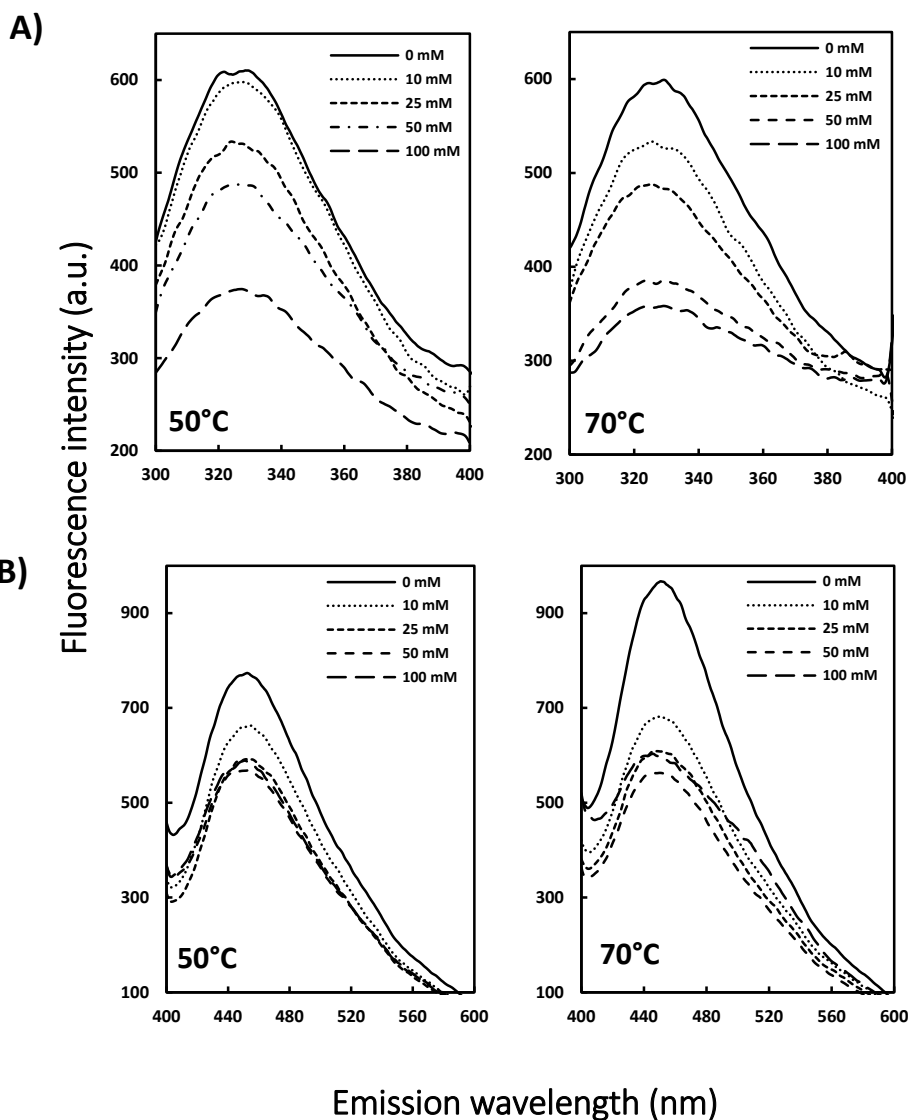 A)
0 mM
10 mM
25 mM
50 mM
100 mM
600
500
400
300
200
50°C
300 320 340 360 380 400
0 mM
10 mM
25 mM
50 mM
100 mM
600
500
400
300
200
70°C
300 320 340 360 380 400
Fluorescence intensity (a.u.)
B)
0 mM
10 mM
25 mM
50 mM
100 mM
900
700
500
300
100
50°C
400 440 480 520 560 600
0 mM
10 mM
25 mM
50 mM
100 mM
900
700
500
300
100
70°C
400 440 480 520 560 600
Emission wavelength (nm)